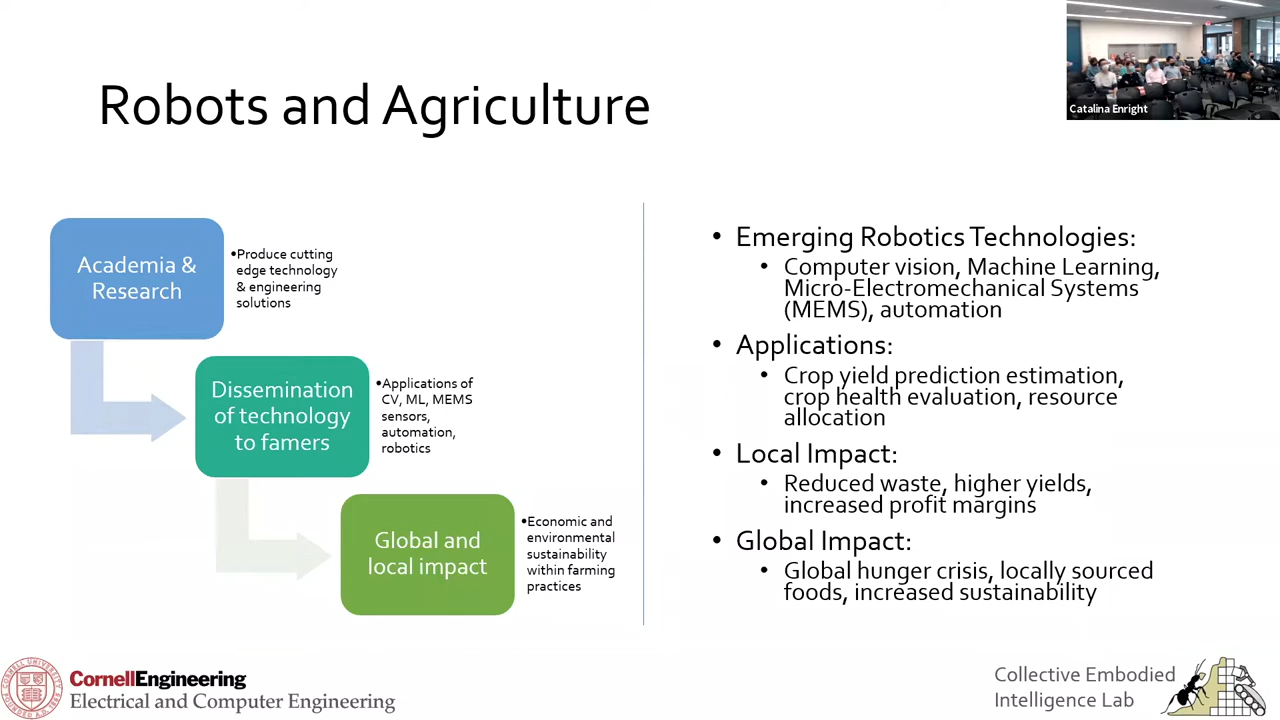 Robots and Agriculture
Catalina Enright
Academia &
Research
•Produce cutting
edge technology
& engineering
solutions
Dissemination
of technology
to famers
•Applications of
CV, ML, MEMS
sensors,
automation,
robotics
Global and
local impact
•Economic and
environmental
sustainability
within farming
practices
• Emerging Robotics Technologies:
• Computer vision, Machine Learning,
Micro-Electromechanical Systems
(MEMS), automation
• Applications:
• Crop yield prediction estimation,
crop health evaluation, resource
allocation
• Local Impact:
• Reduced waste, higher yields,
increased profit margins
• Global Impact:
• Global hunger crisis, locally sourced
foods, increased sustainability
CornellEngineering
Electrical and Computer Engineering
Collective Embodied
Intelligence Lab